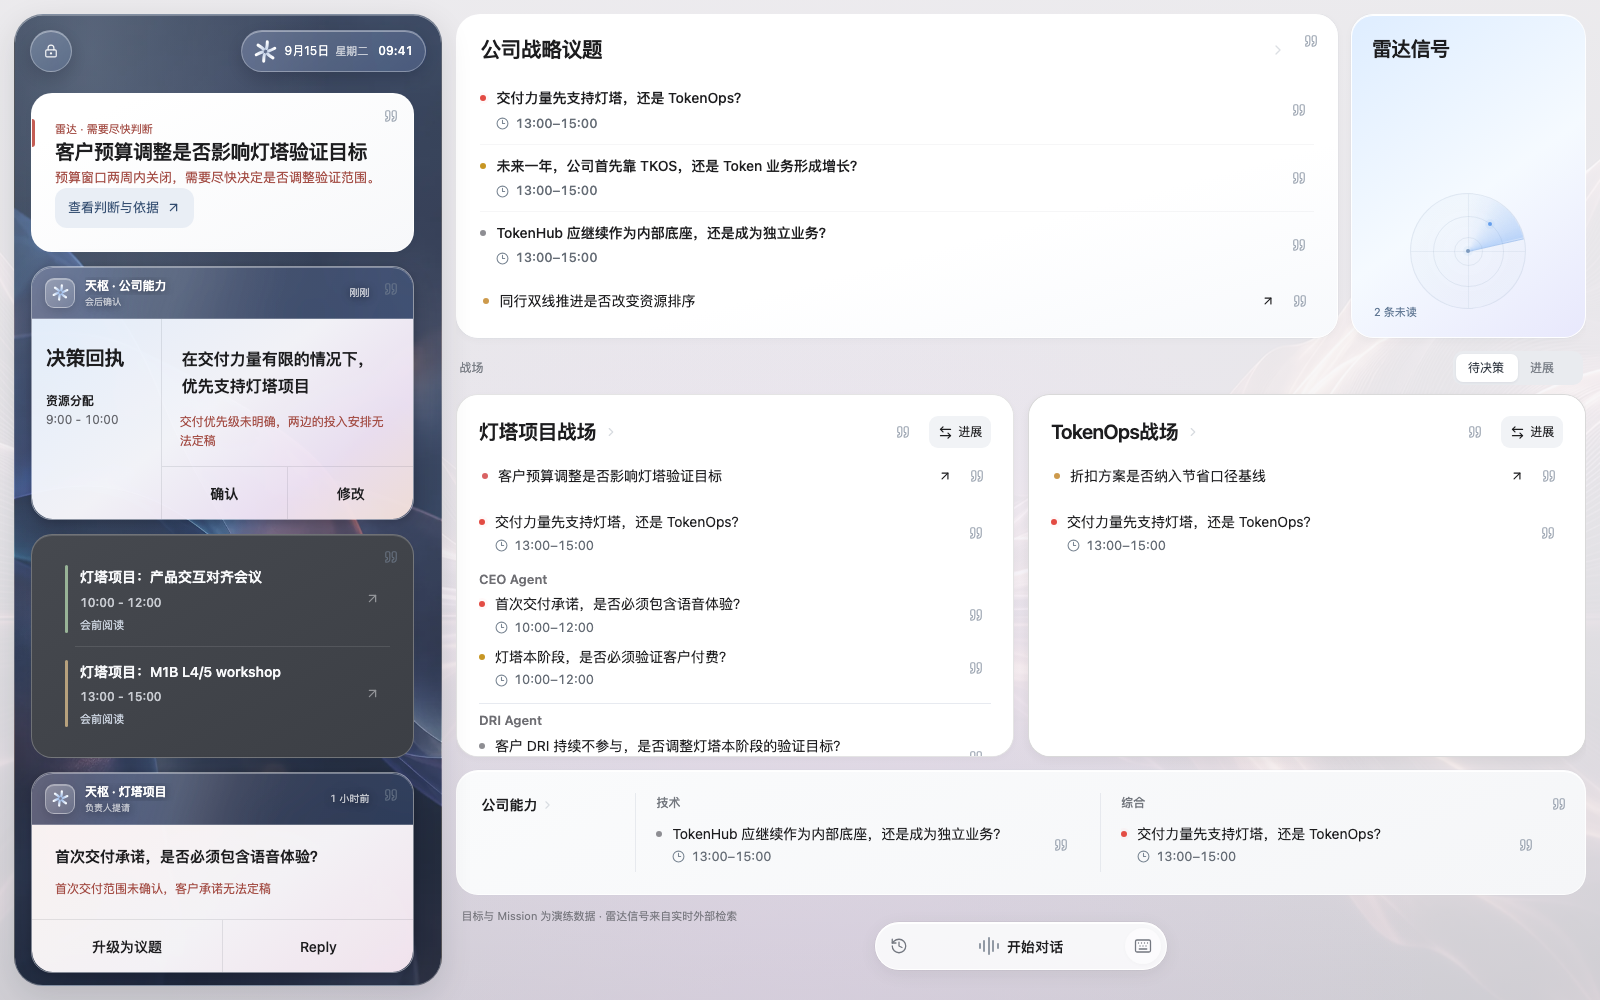 9月15日 星期二 09:41
雷达 · 需要尽快判断
客户预算调整是否影响灯塔验证目标
预算窗口两周内关闭，需要尽快决定是否调整验证范围。
查看判断与依据
天枢 · 公司能力
会后确认
刚刚
决策回执
资源分配
9:00 - 10:00
在交付力量有限的情况下，
优先支持灯塔项目
交付优先级未明确，两边的投入安排无
法定稿
确认
修改
灯塔项目：产品交互对齐会议
10:00 - 12:00
会前阅读
灯塔项目：M1B L4/5 workshop
13:00 - 15:00
会前阅读
天枢 · 灯塔项目
负责人提请
1 小时前
首次交付承诺，是否必须包含语音体验？
首次交付范围未确认，客户承诺无法定稿
升级为议题
Reply
公司战略议题
交付力量先支持灯塔，还是 TokenOps？
13:00–15:00
未来一年，公司首先靠 TKOS，还是 Token 业务形成增长？
13:00–15:00
TokenHub 应继续作为内部底座，还是成为独立业务？
13:00–15:00
同行双线推进是否改变资源排序
雷达信号
2 条未读
战场
待决策
进展
灯塔项目战场
进展
客户预算调整是否影响灯塔验证目标
交付力量先支持灯塔，还是 TokenOps？
13:00–15:00
CEO Agent
首次交付承诺，是否必须包含语音体验？
10:00–12:00
灯塔本阶段，是否必须验证客户付费？
10:00–12:00
DRI Agent
客户 DRI 持续不参与，是否调整灯塔本阶段的验证目标？
TokenOps战场
进展
折扣方案是否纳入节省口径基线
交付力量先支持灯塔，还是 TokenOps？
13:00–15:00
公司能力
技术
TokenHub 应继续作为内部底座，还是成为独立业务？
13:00–15:00
综合
交付力量先支持灯塔，还是 TokenOps？
13:00–15:00
目标与 Mission 为演练数据 · 雷达信号来自实时外部检索
开始对话